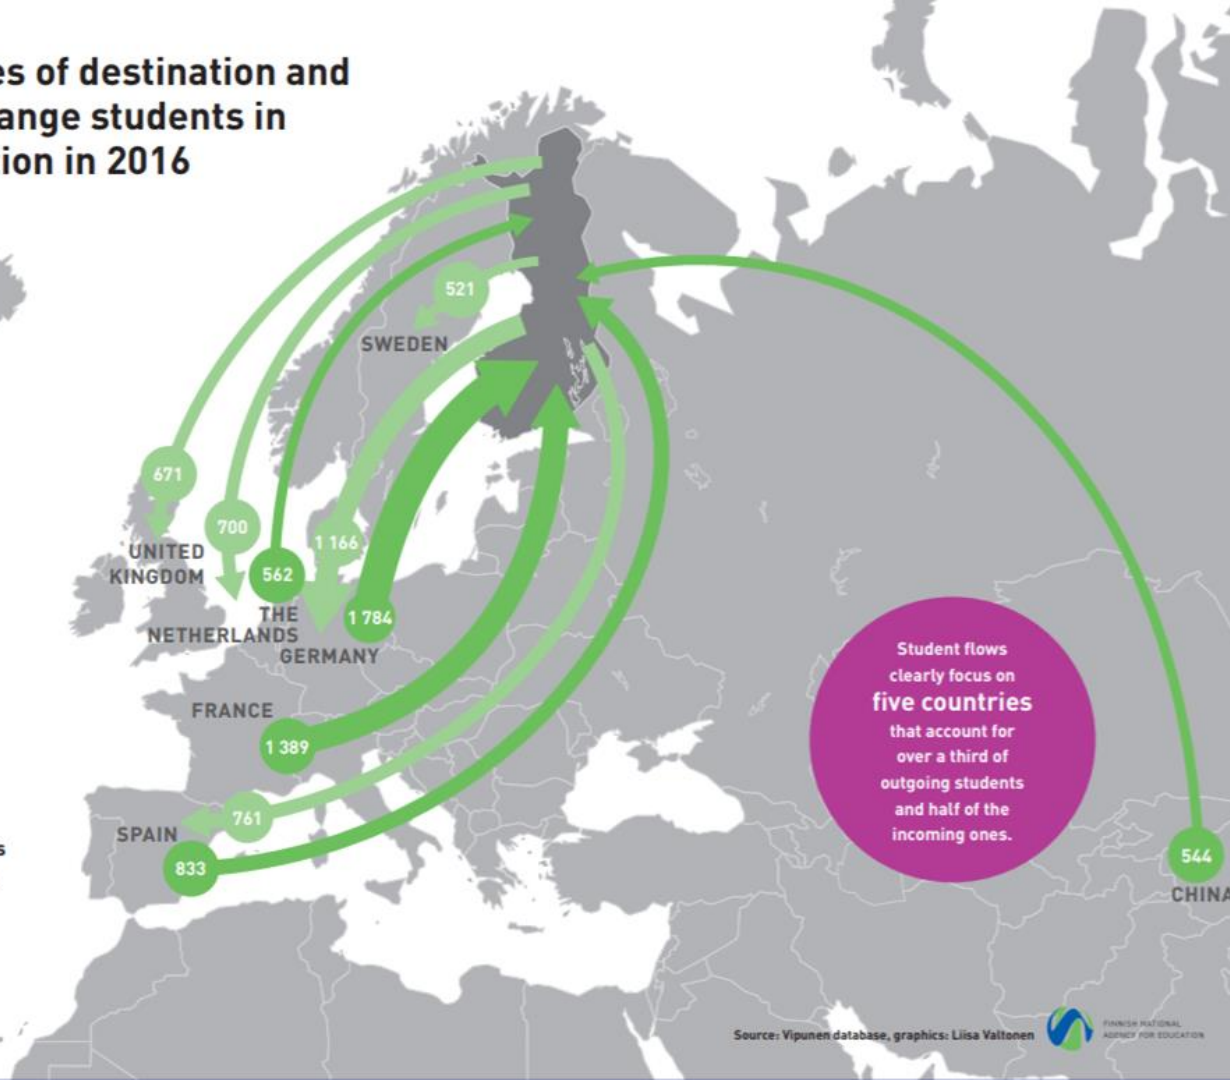 es of destination and
ange students in
ion in 2016
521
SWEDEN
671
700
1 166
UNITED
KINGDOM
562
THE
NETHERLANDS
1 784
GERMANY
FRANCE
1 389
761
SPAIN
833
s
Student flows
clearly focus on
five countries
that account for
over a third of
outgoing students
and half of the
incoming ones.
544
CHINA
Source: Vipunen database, graphics: Liisa Valtonen
FINNISH NATIONAL
AGENCY FOR EDUCATION